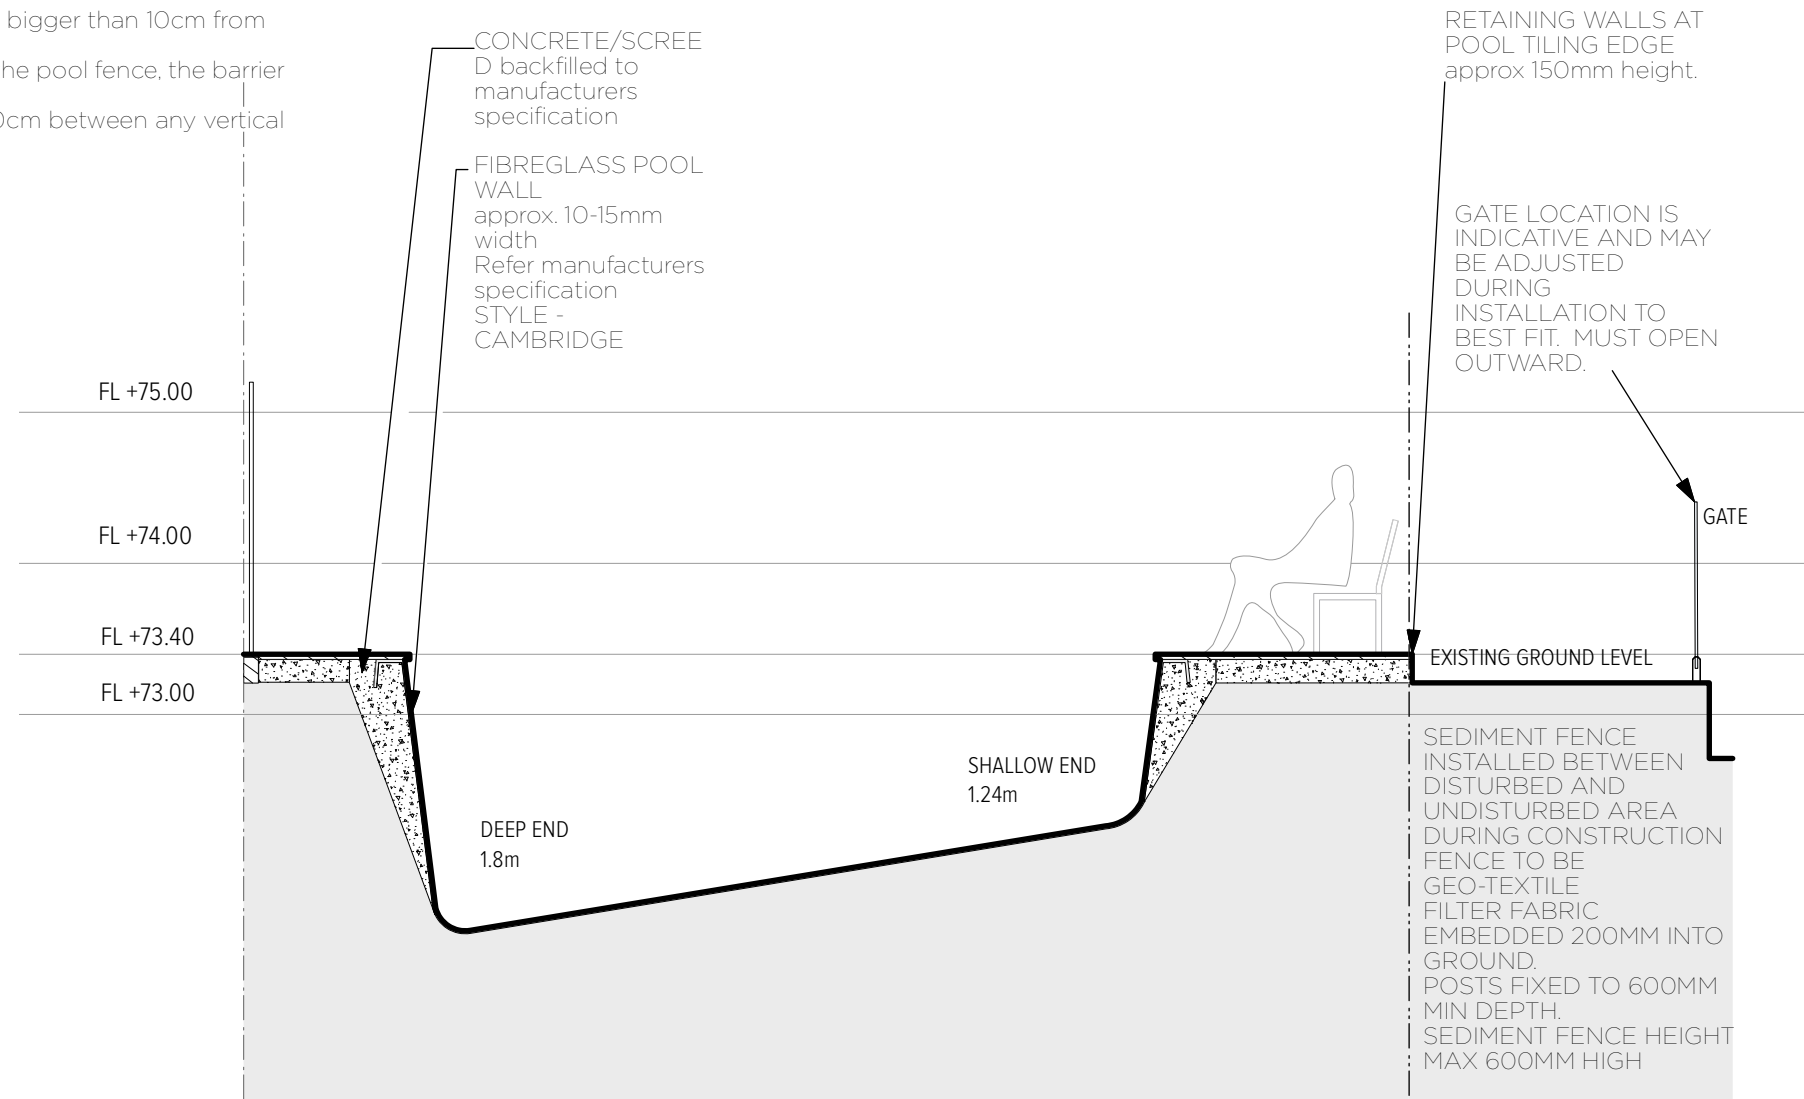 bigger than 10cm from
he pool fence, the barrier
0cm between any vertical
CONCRETE/SCREE
D backfilled to
manufacturers
specification
FIBREGLASS POOL
WALL
approx. 10-15mm
width
Refer manufacturers
specification
STYLE -
CAMBRIDGE
RETAINING WALLS AT
POOL TILING EDGE
approx 150mm height.
GATE LOCATION IS
INDICATIVE AND MAY
BE ADJUSTED
DURING
INSTALLATION TO
BEST FIT. MUST OPEN
OUTWARD.
FL +75.00
FL +74.00
FL +73.40
FL +73.00
GATE
EXISTING GROUND LEVEL
SHALLOW END
1.24m
DEEP END
1.8m
SEDIMENT FENCE
INSTALLED BETWEEN
DISTURBED AND
UNDISTURBED AREA
DURING CONSTRUCTION
FENCE TO BE
GEO-TEXTILE
FILTER FABRIC
EMBEDDED 200MM INTO
GROUND.
POSTS FIXED TO 600MM
MIN DEPTH.
SEDIMENT FENCE HEIGHT
MAX 600MM HIGH